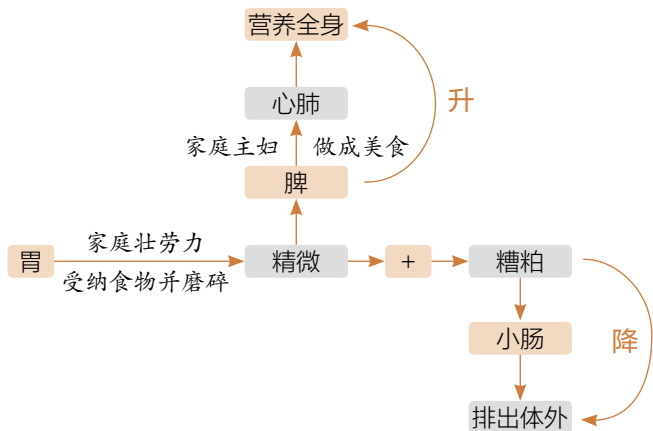 营养全身
心肺
升
家庭主妇 做成美食
脾
胃
家庭壮劳力
受纳食物并磨碎
精微
+
糟粕
小肠
降
排出体外